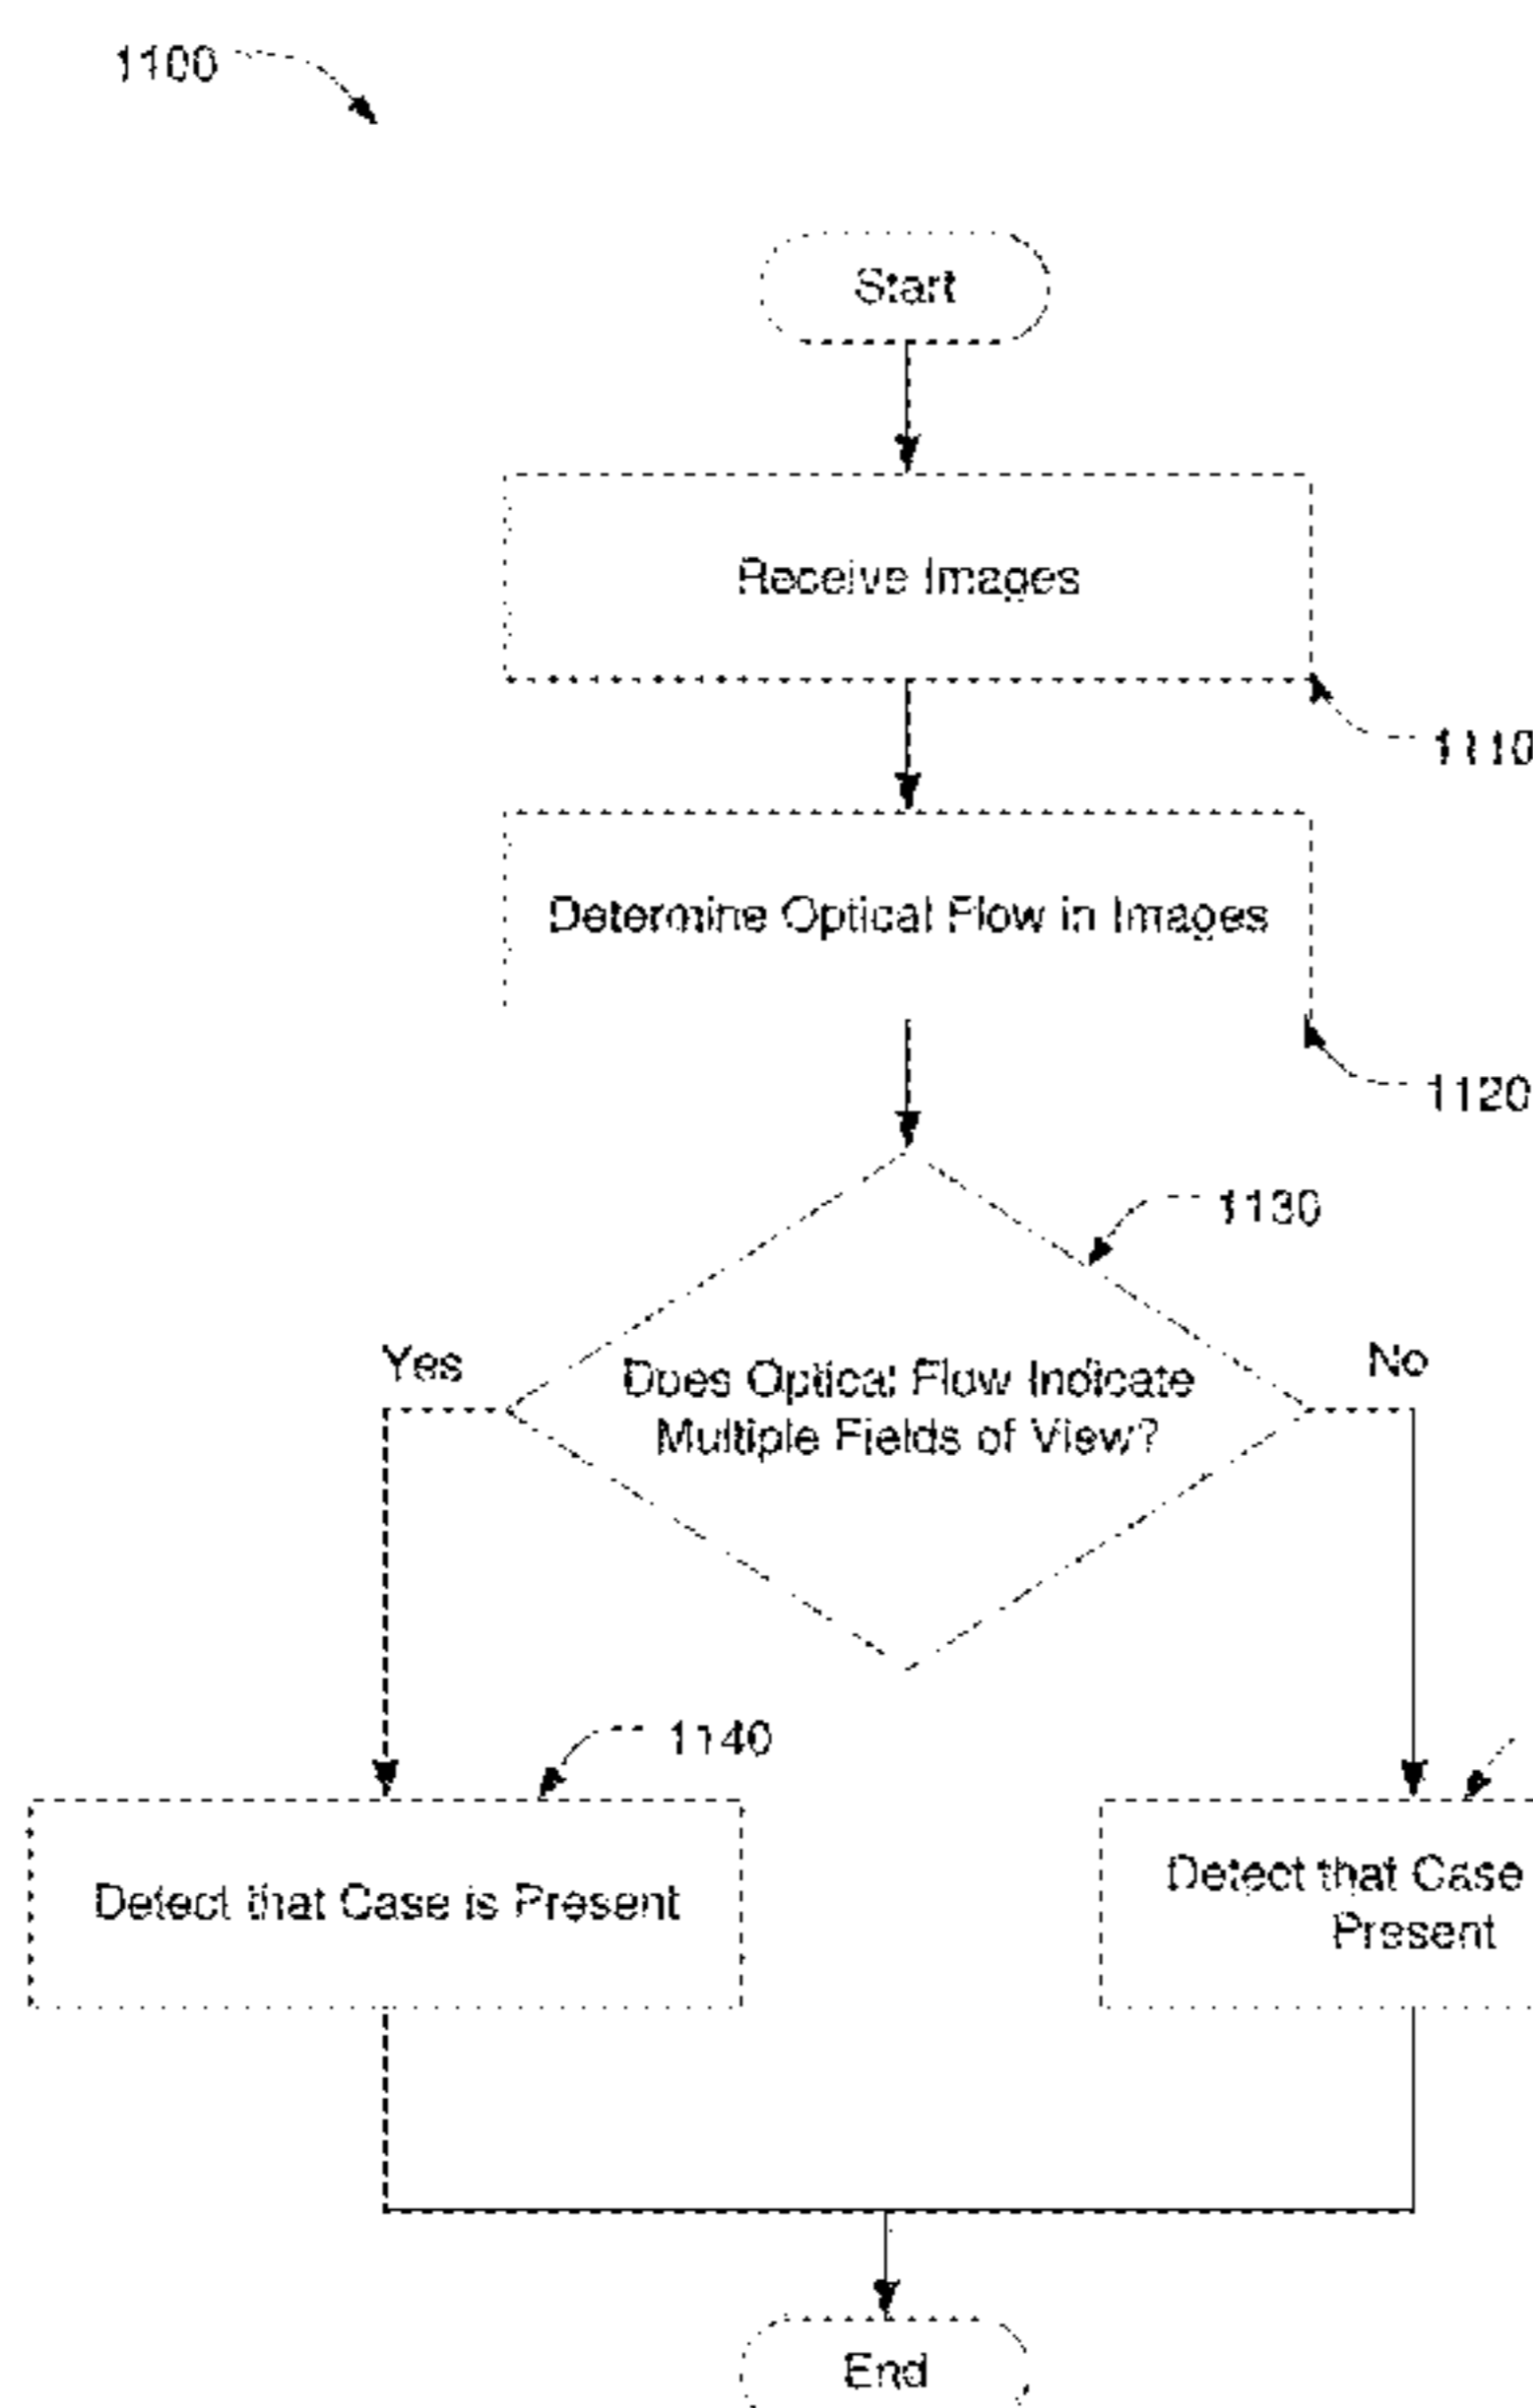 1100
Start
Receive Images
1110
Determine Optical Flow in Images
1120
1130
Yes
No
Does Optical Flow Indicate
Multiple Fields of View?
1140
Detect that Case is Present
Detect that Case
Present
End